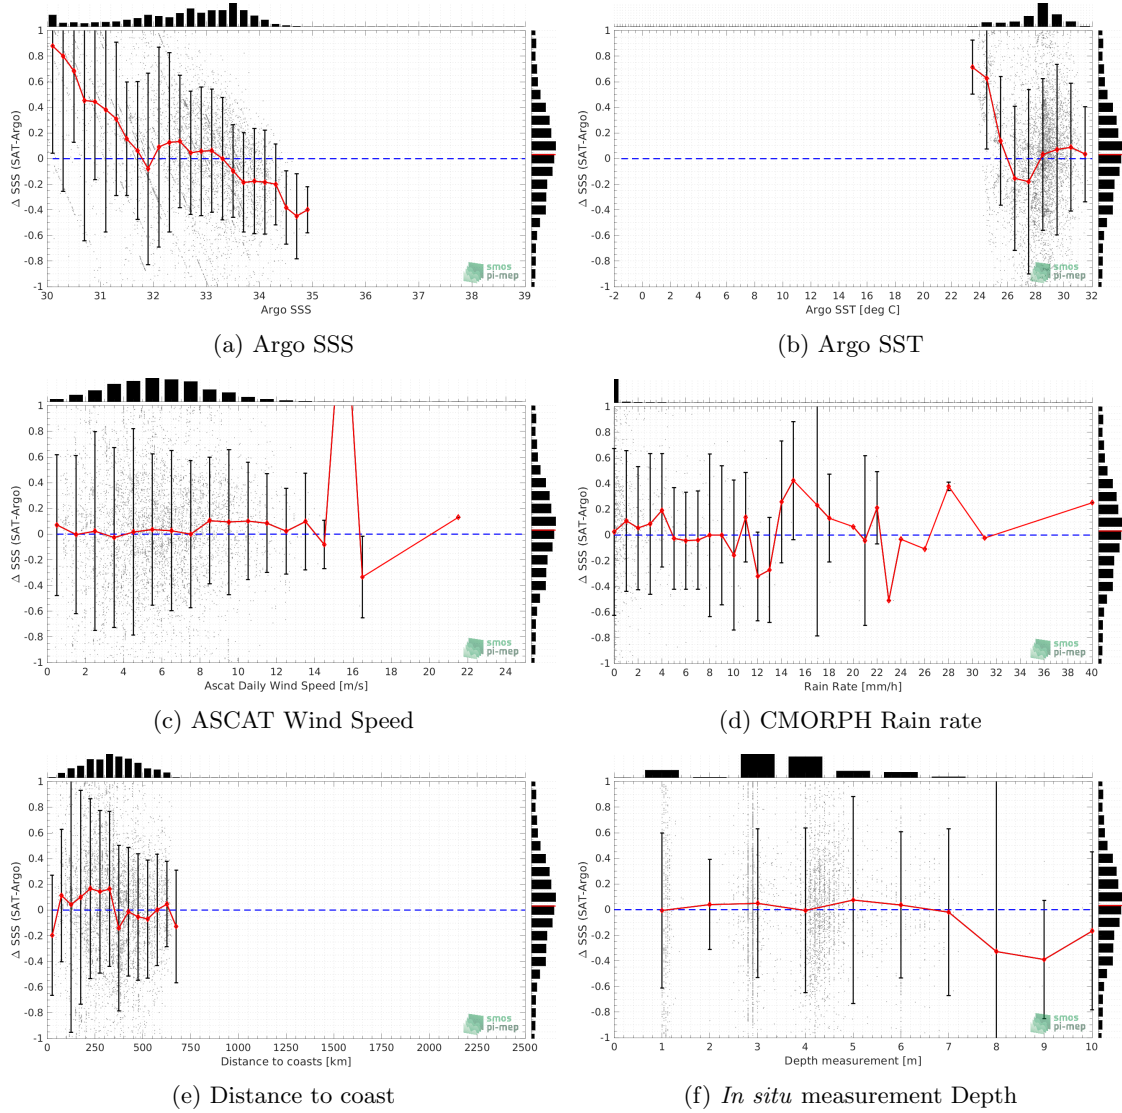 1
0.8
0.6
0.4
0.2
0
-0.2
-0.4
-0.6
-0.8
-1
Δ SSS (SAT-Argo)
30 31 32 33 34 35 36 37 38 39
Argo SSS
smos
pi-mep
(a) Argo SSS
1
0.8
0.6
0.4
0.2
0
-0.2
-0.4
-0.6
-0.8
-1
Δ SSS (SAT-Argo)
-2 0 2 4 6 8 10 12 14 16 18 20 22 24 26 28 30 32
Argo SST [deg C]
smos
pi-mep
(b) Argo SST
1
0.8
0.6
0.4
0.2
0
-0.2
-0.4
-0.6
-0.8
-1
Δ SSS (SAT-Argo)
0 2 4 6 8 10 12 14 16 18 20 22 24
Ascat Daily Wind Speed [m/s]
smos
pi-mep
(c) ASCAT Wind Speed
1
0.8
0.6
0.4
0.2
0
-0.2
-0.4
-0.6
-0.8
-1
Δ SSS (SAT-Argo)
0 2 4 6 8 10 12 14 16 18 20 22 24 26 28 30 32 34 36 38 40
Rain Rate [mm/h]
smos
pi-mep
(d) CMORPH Rain rate
1
0.8
0.6
0.4
0.2
0
-0.2
-0.4
-0.6
-0.8
-1
Δ SSS (SAT-Argo)
0 250 500 750 1000 1250 1500 1750 2000 2250 2500
Distance to coasts [km]
smos
pi-mep
(e) Distance to coast
1
0.8
0.6
0.4
0.2
0
-0.2
-0.4
-0.6
-0.8
-1
Δ SSS (SAT-Argo)
0 1 2 3 4 5 6 7 8 9 10
Depth measurement [m]
smos
pi-mep
(f) In situ measurement Depth